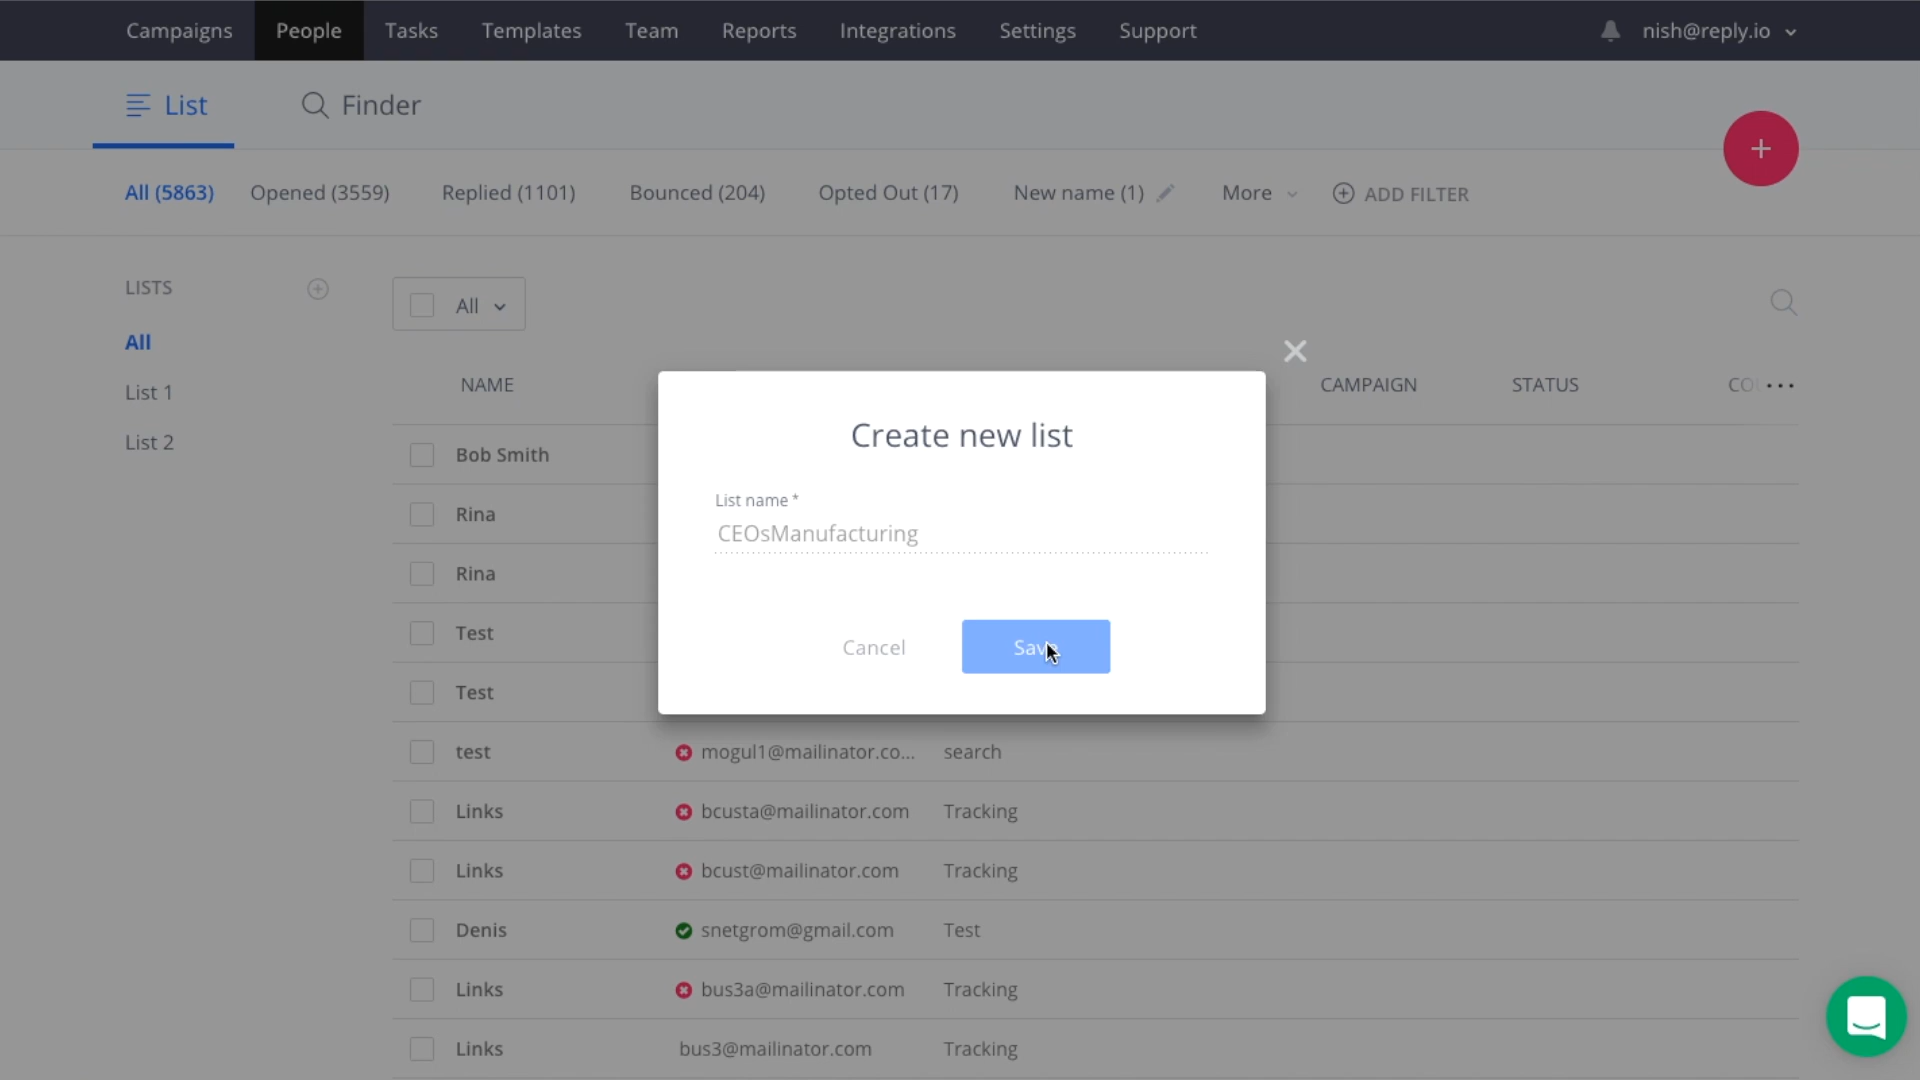 Campaigns People Tasks Templates Team Reports Integrations Settings Support nish@reply.io
List Finder
All (5863) Opened (3559) Replied (1101) Bounced (204) Opted Out (17) New name (1) More ADD FILTER
LISTS
All
List 1
List 2
All
NAME CAMPAIGN STATUS
Bob Smith
Rina
Rina
Test
Test
test mogul1@mailinator.co... search
Links bcusta@mailinator.com Tracking
Links bcust@mailinator.com Tracking
Denis snetgrom@gmail.com Test
Links bus3a@mailinator.com Tracking
Links bus3@mailinator.com Tracking
Create new list
List name *
CEOsManufacturing
Cancel Save